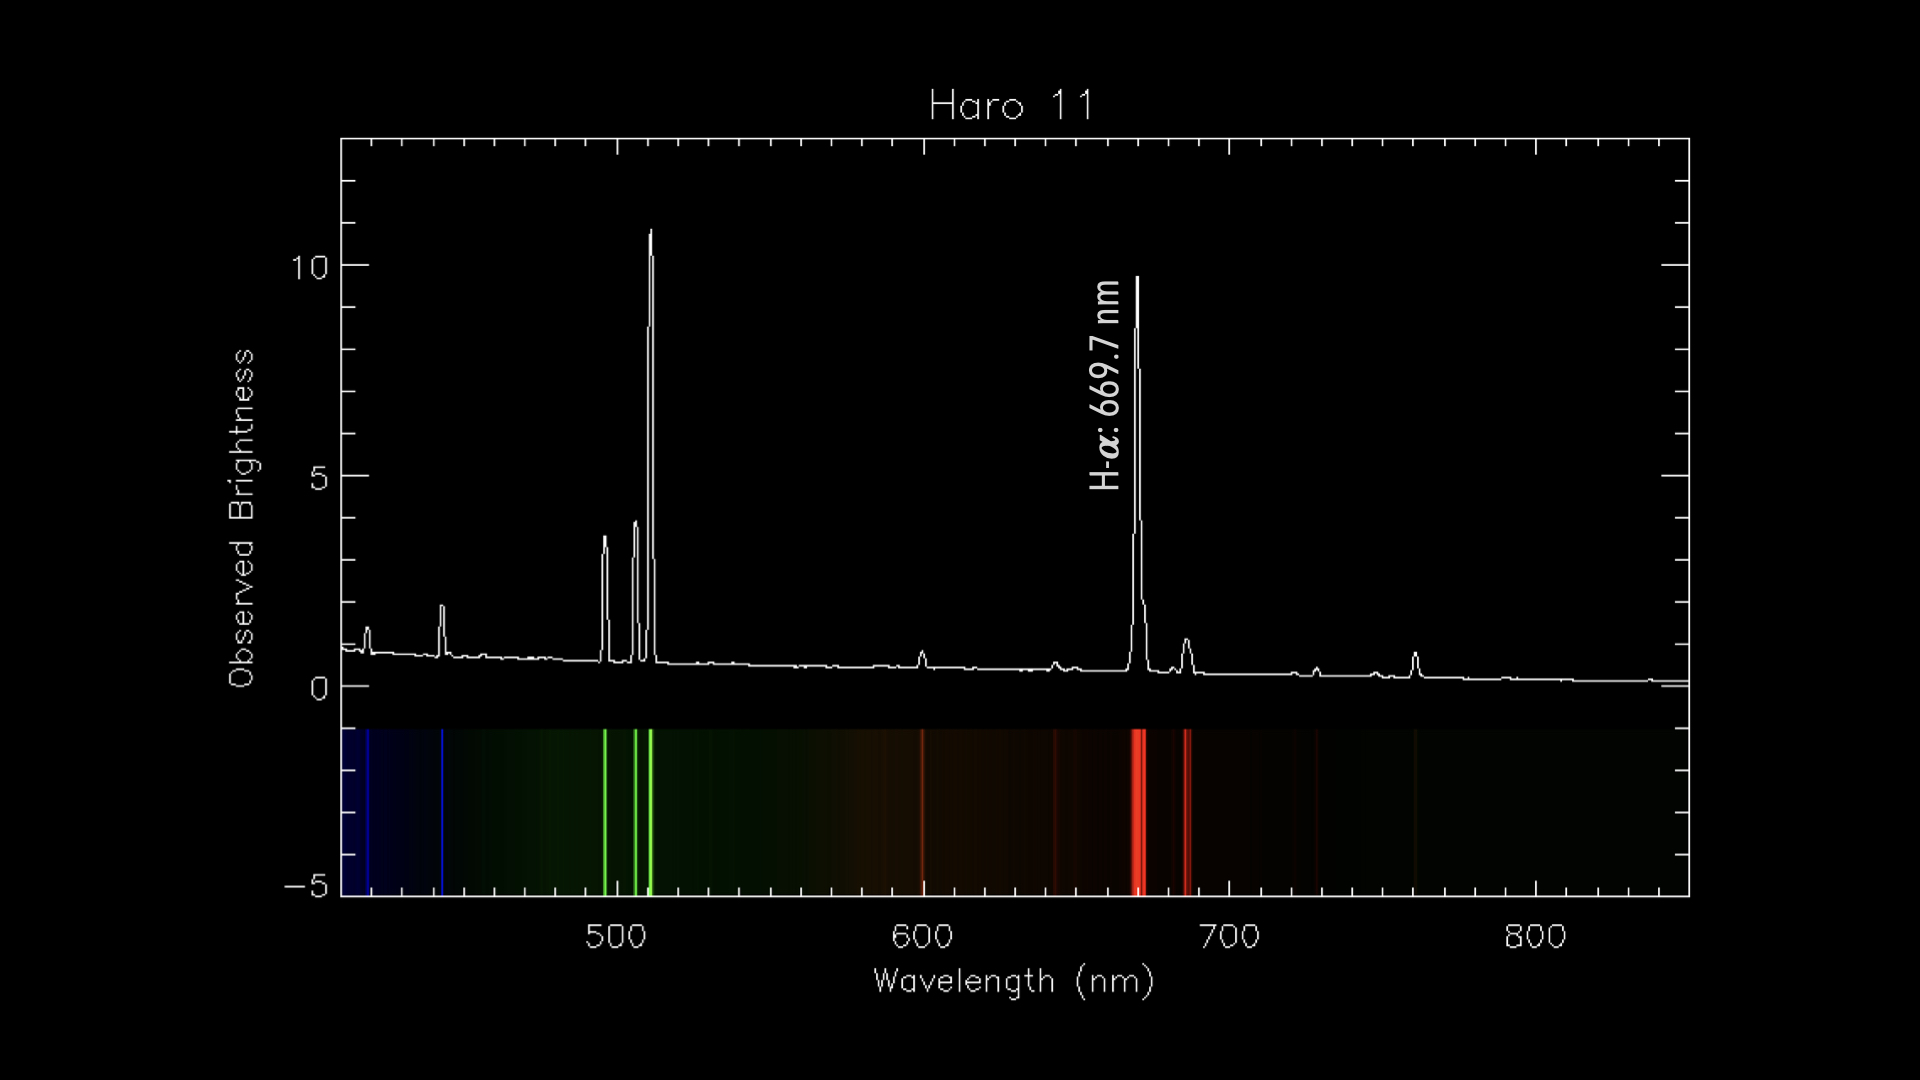 Haro 11
10
5
0
−5
Observed Brightness
H-α: 669.7 nm
500 600 700 800
Wavelength (nm)